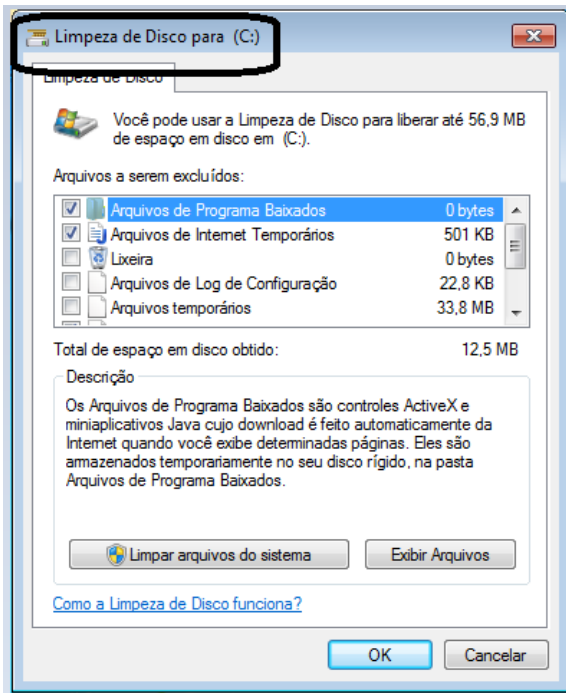 Limpeza de Disco para (C:)
Limpeza de Disco
Você pode usar a Limpeza de Disco para liberar até 56,9 MB
de espaço em disco em (C:).
Arquivos a serem excluídos:
Arquivos de Programa Baixados 0 bytes
Arquivos de Internet Temporários 501 KB
Lixeira 0 bytes
Arquivos de Log de Configuração 22,8 KB
Arquivos temporários 33,8 MB
Total de espaço em disco obtido: 12,5 MB
Descrição
Os Arquivos de Programa Baixados são controles ActiveX e
miniaplicativos Java cujo download é feito automaticamente da
Internet quando você exibe determinadas páginas. Eles são
armazenados temporariamente no seu disco rígido, na pasta
Arquivos de Programa Baixados.
Limpar arquivos do sistema Exibir Arquivos
Como a Limpeza de Disco funciona?
OK Cancelar